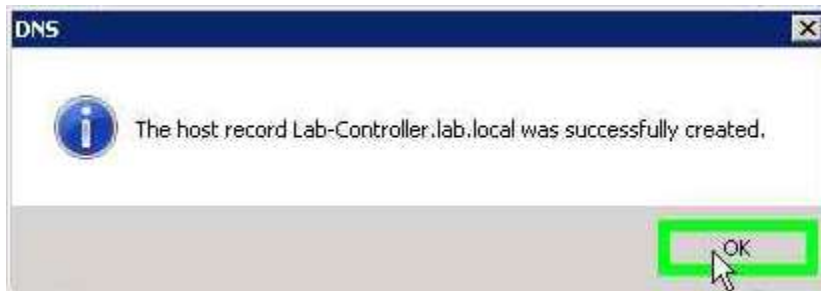 DNS
The host record Lab-Controller.lab.local was successfully created.
OK